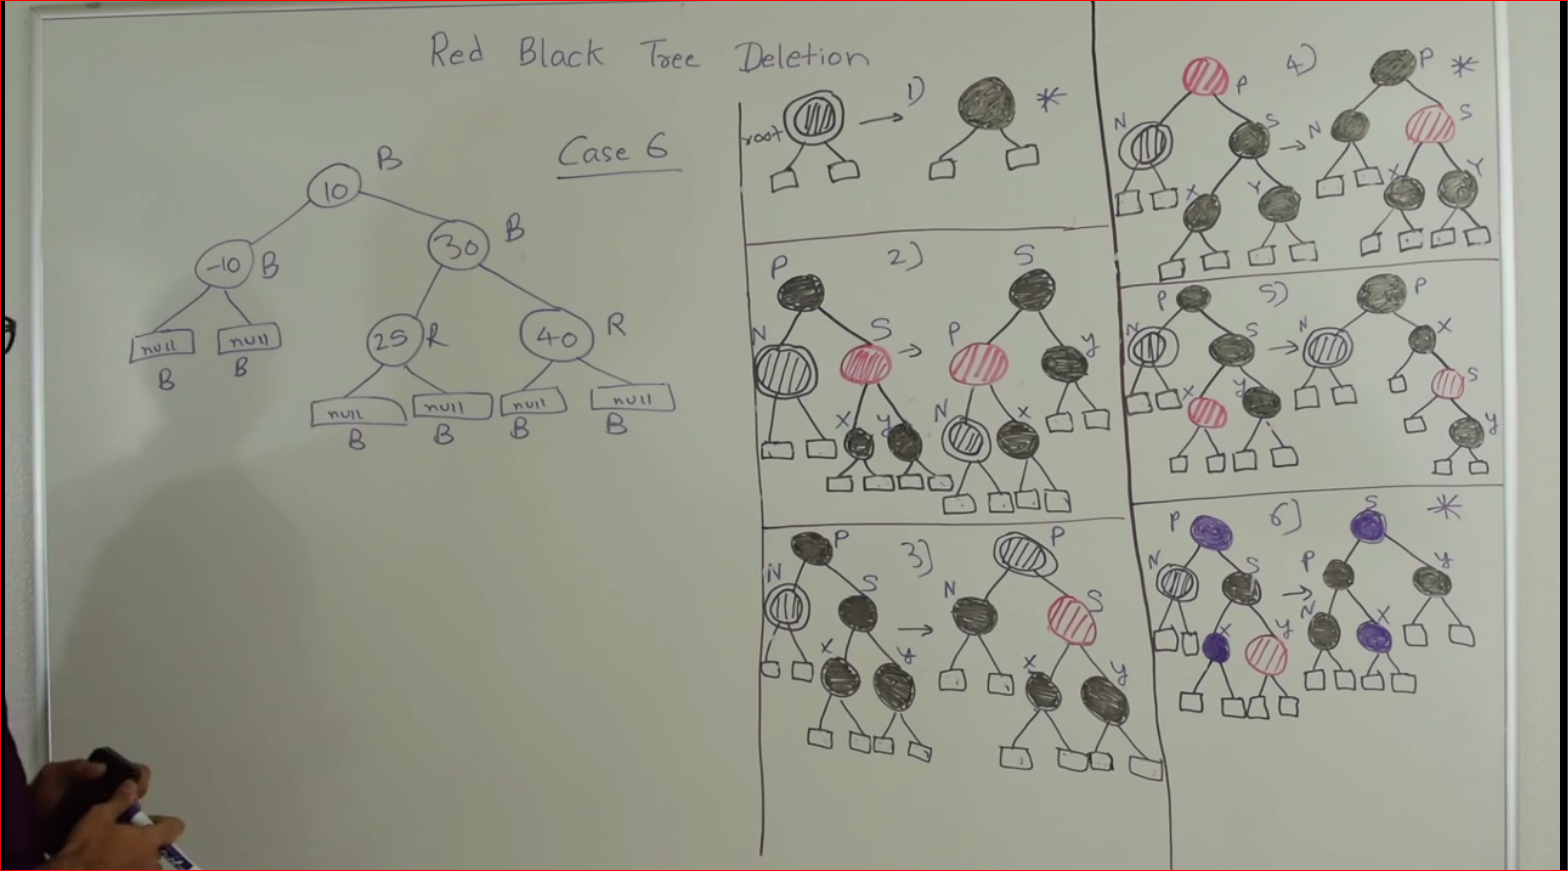 Red Black Tree Deletion
Case 6
10 B
-10 B
30 B
25 R
40 R
null null
B B
null null null null
B B B B
1)
root
*
2)
P S
N S P y
X y N X
3)
P P
N S N S
X y X y
4)
P P *
N S N S
X Y X Y
5)
P P
N S N X
X y S
y
6)
P S *
N S P y
X y N X